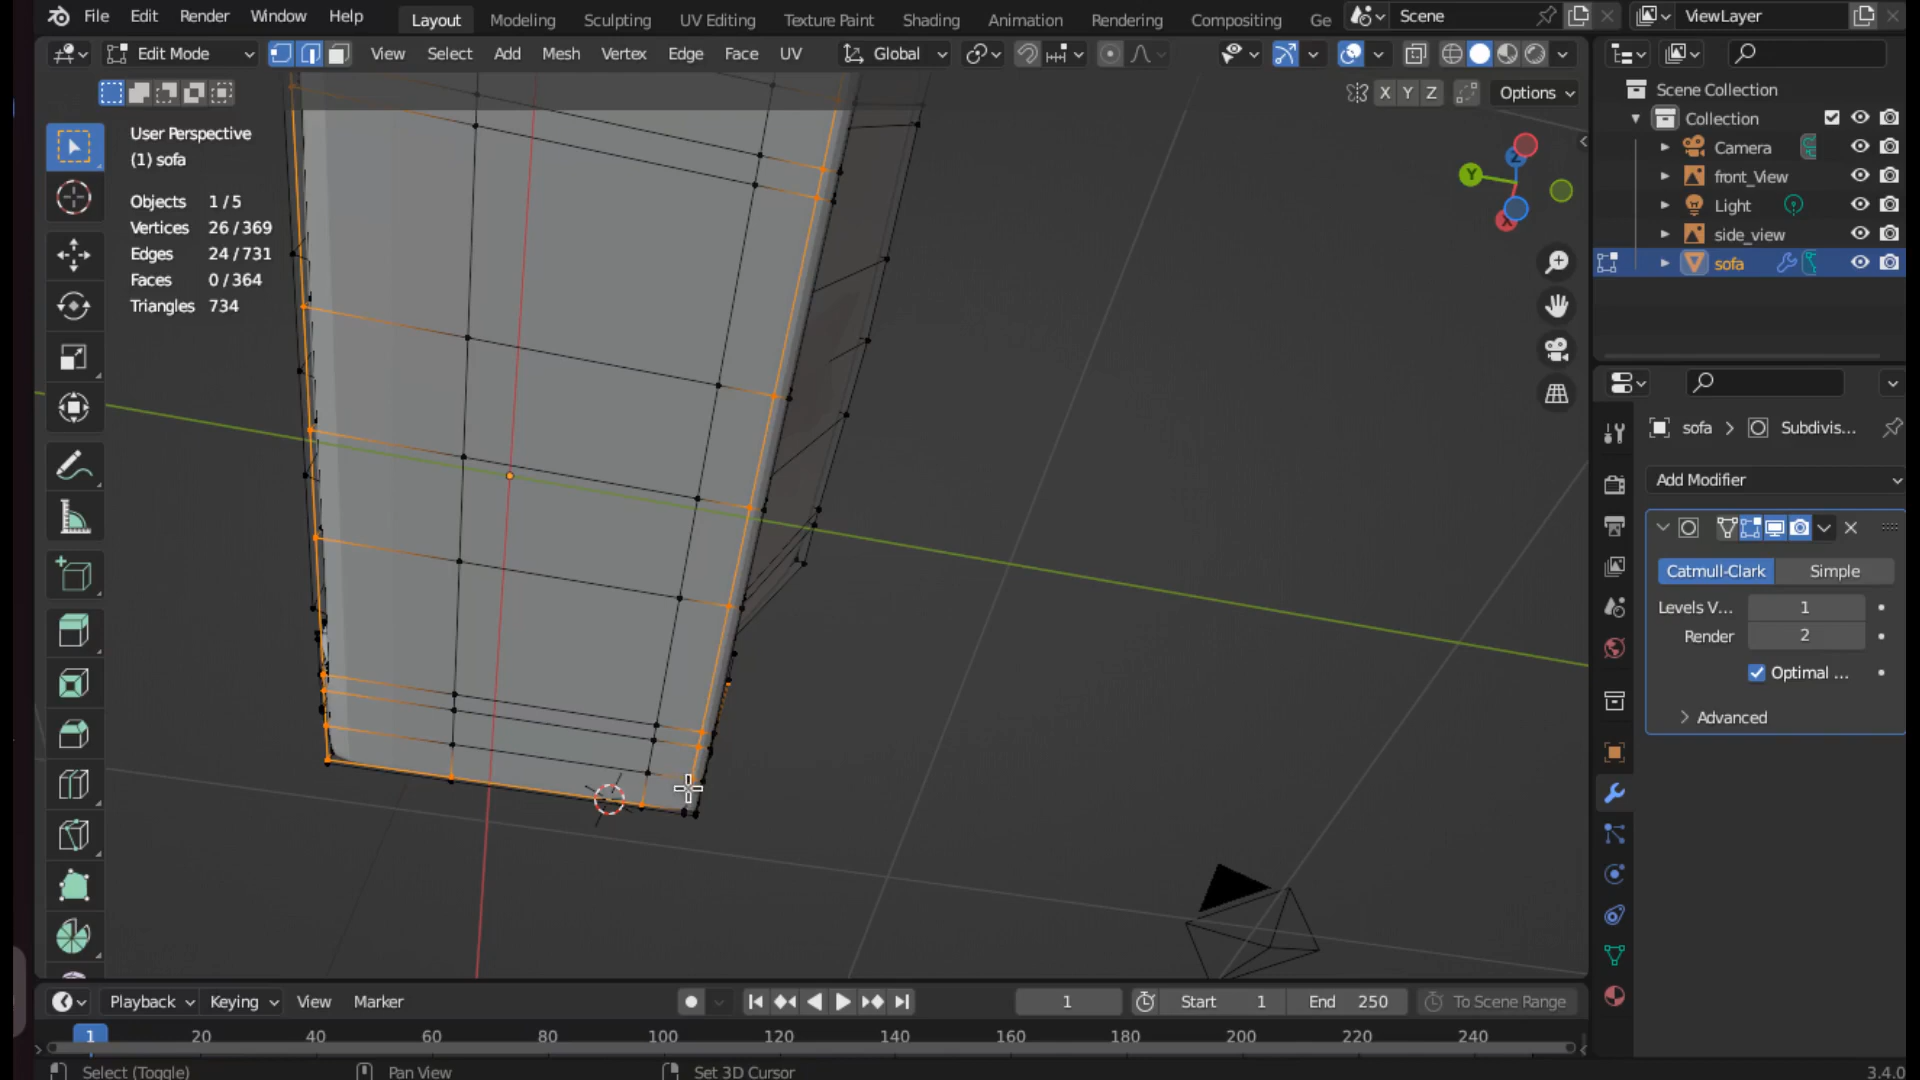 File Edit Render Window Help Layout Modeling Sculpting UV Editing Texture Paint Shading Animation Rendering Compositing Ge Scene ViewLayer
Edit Mode View Select Add Mesh Vertex Edge Face UV Global
X Y Z Options
User Perspective
(1) sofa
Objects 1 / 5
Vertices 26 / 369
Edges 24 / 731
Faces 0 / 364
Triangles 734
Y
Z
X
Scene Collection
Collection
Camera
front_View
Light
side_view
sofa
sofa > Subdivis...
Add Modifier
Catmull-Clark Simple
Levels V... 1
Render 2
Optimal ...
Advanced
Playback Keying View Marker 1 Start 1 End 250 To Scene Range
1 20 40 60 80 100 120 140 160 180 200 220 240
Select (Toggle) Pan View Set 3D Cursor 3.4.0